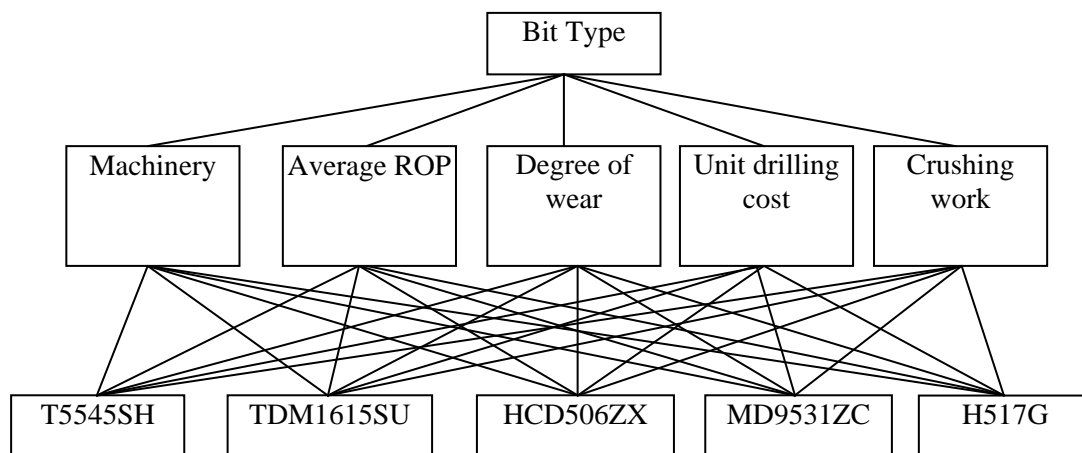 Bit Type
Machinery
Average ROP
Degree of
wear
Unit drilling
cost
Crushing
work
T5545SH
TDM1615SU
HCD506ZX
MD9531ZC
H517G